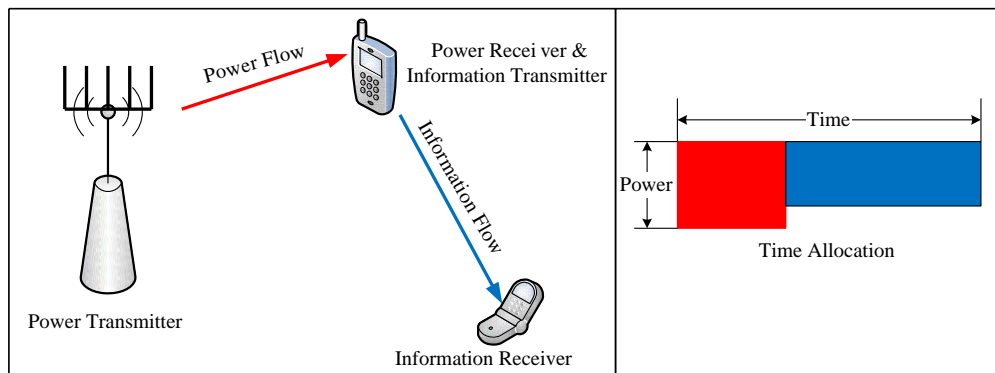 Power Flow
Power Recei ver &
Information Transmitter
Information Flow
Power Transmitter
Information Receiver
Time
Power
Time Allocation